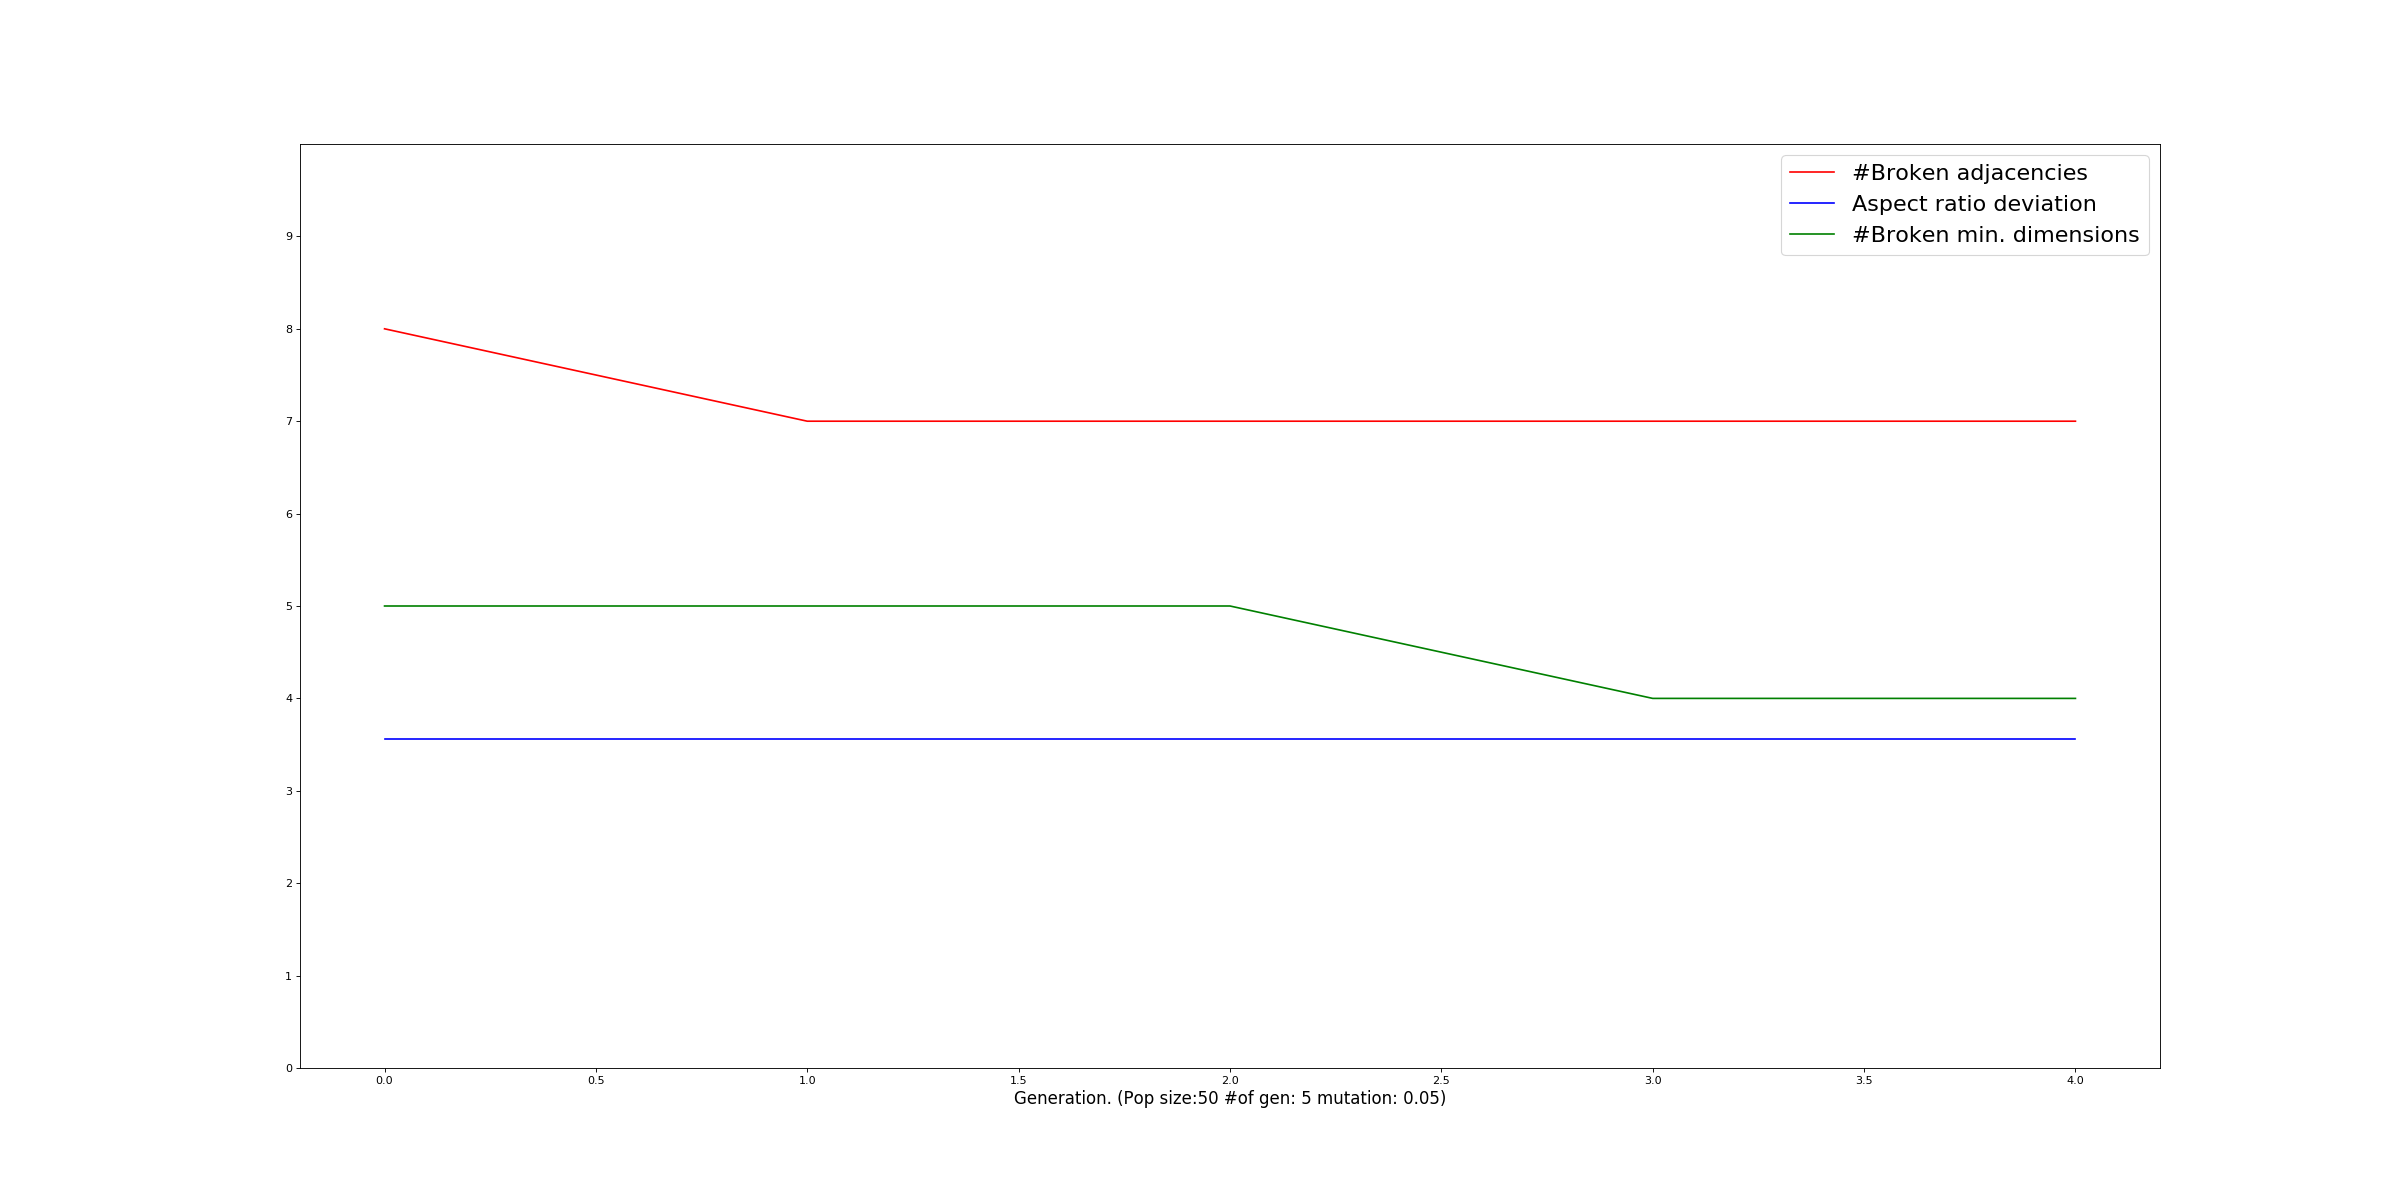 #Broken adjacencies
Aspect ratio deviation
#Broken min. dimensions
9
8
7
6
5
4
3
2
1
0
0.0 0.5 1.0 1.5 2.0 2.5 3.0 3.5 4.0
Generation. (Pop size:50 #of gen: 5 mutation: 0.05)